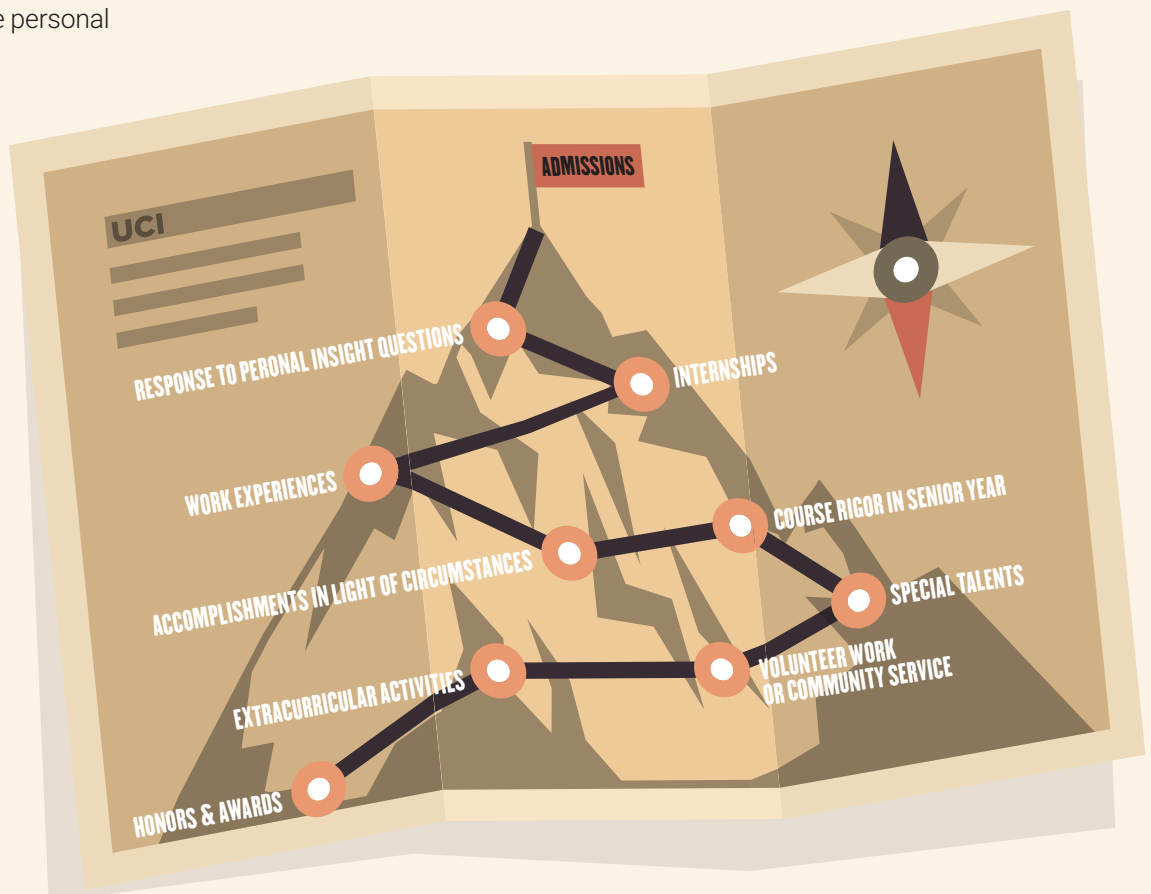 e personal
ADMISSIONS
UCI
RESPONSE TO PERONAL INSIGHT QUESTIONS
INTERNSHIPS
WORK EXPERIENCES
COURSE RIGOR IN SENIOR YEAR
ACCOMPLISHMENTS IN LIGHT OF CIRCUMSTANCES
SPECIAL TALENTS
VOLUNTEER WORK
OR COMMUNITY SERVICE
EXTRACURRICULAR ACTIVITIES
HONORS & AWARDS